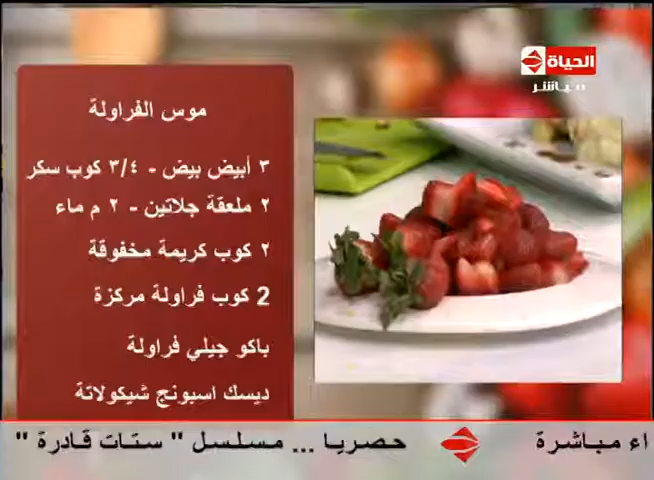 الحياة
مباشر
موس الفراولة
٣ أبيض بيض - ٣/٤ كوب سكر
٢ ملعقة جلاتين - ٢ م ماء
٢ كوب كريمة مخفوقة
2 كوب فراولة مركزة
باكو جيلي فراولة
ديسك اسبونج شيكولاتة
اء مباشرة
حصريا ... مسلسل " ستات قادرة "